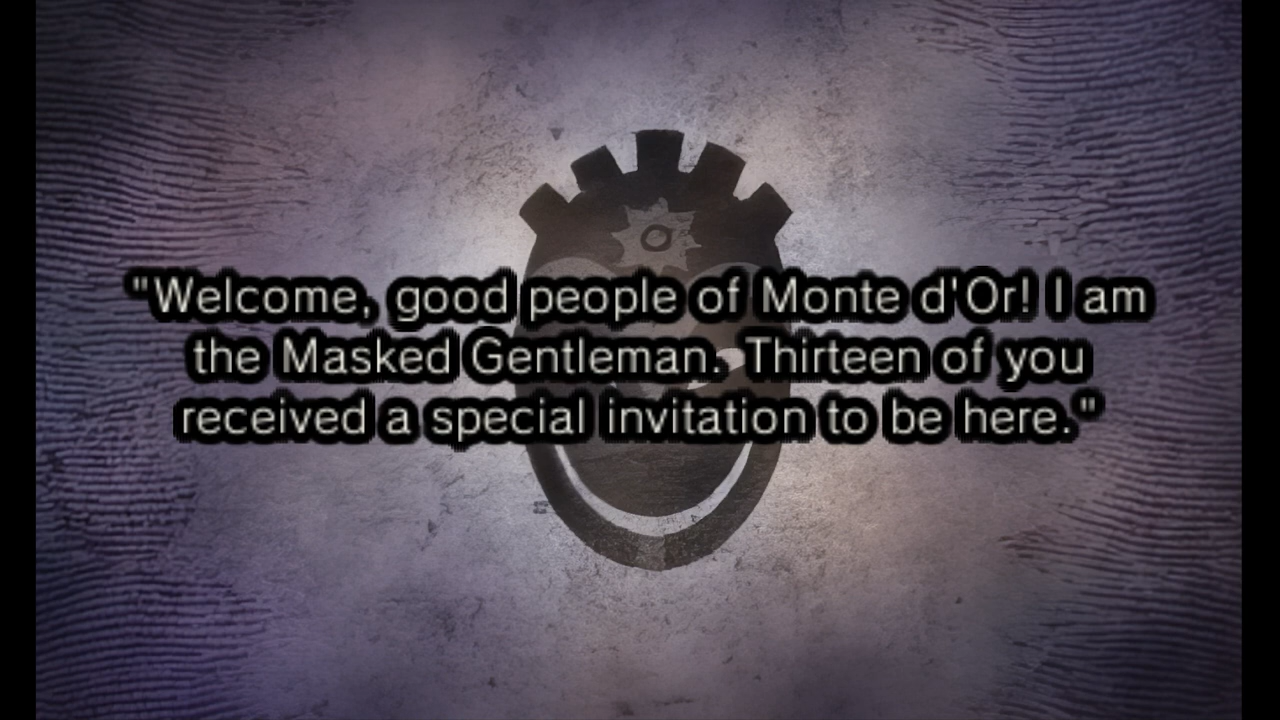 "Welcome, good people of Monte d'Or! I am
the Masked Gentleman. Thirteen of you
received a special invitation to be here."